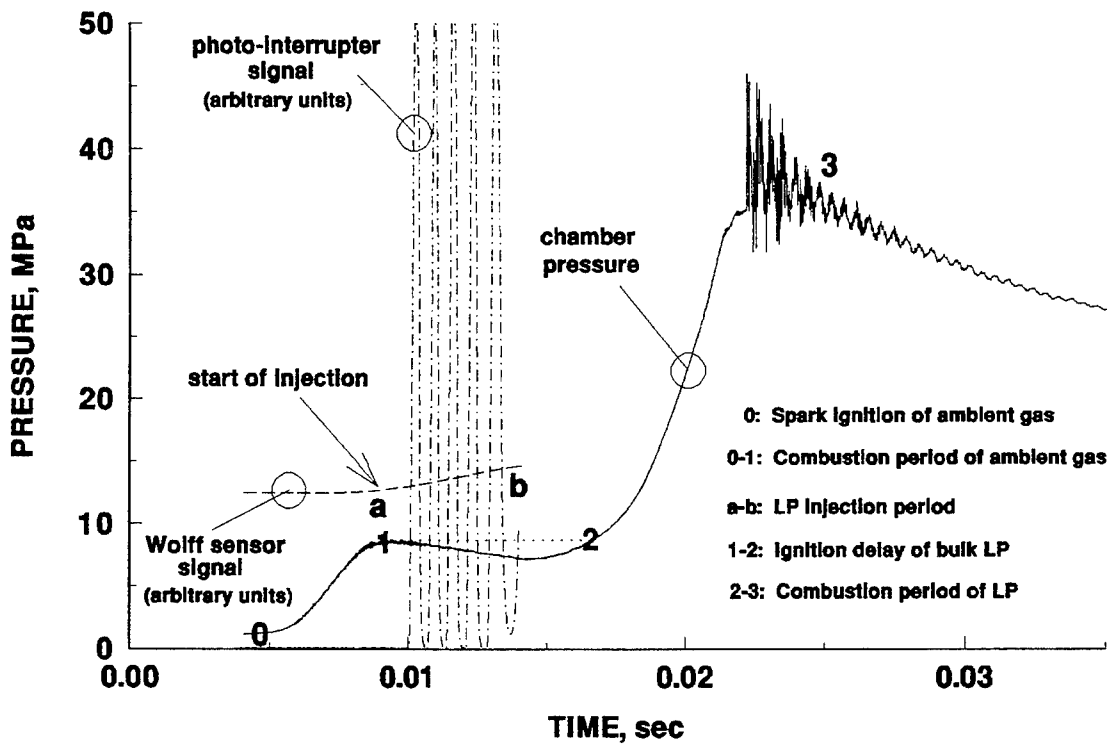 50
40
30
20
10
0
PRESSURE, MPa
photo-interrupter
signal
(arbitrary units)
3
chamber
pressure
start of injection
a
b
1
2
0
Wolff sensor
signal
(arbitrary units)
0: Spark ignition of ambient gas
0-1: Combustion period of ambient gas
a-b: LP injection period
1-2: Ignition delay of bulk LP
2-3: Combustion period of LP
0.00
0.01
0.02
0.03
TIME, sec